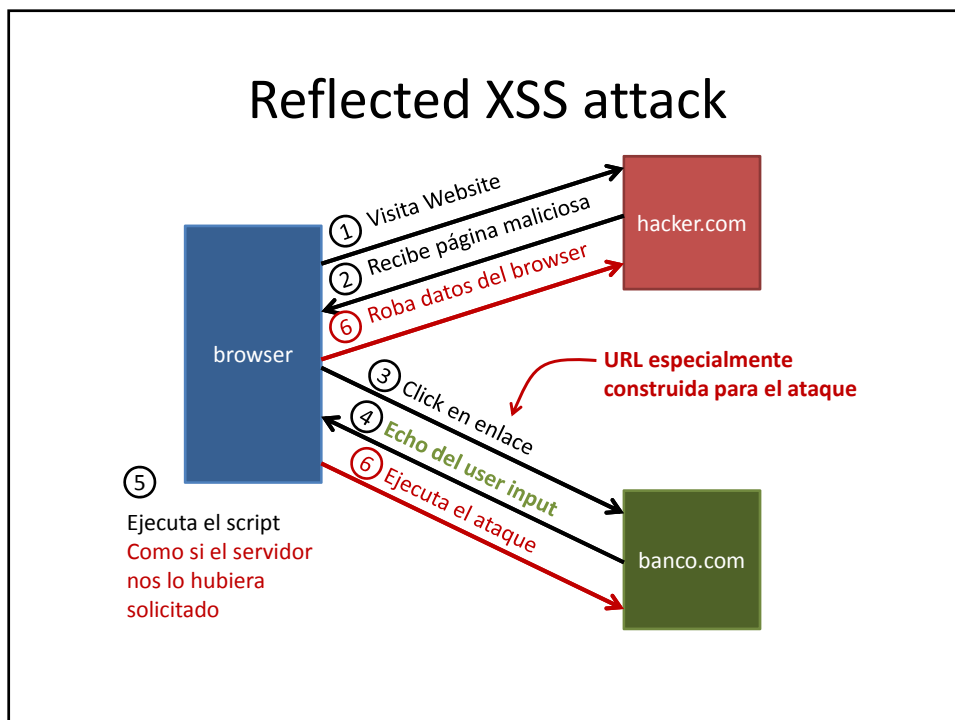 Reflected XSS attack
1 Visita Website
2 Recibe página maliciosa
6 Roba datos del browser
hacker.com
browser
URL especialmente
construida para el ataque
3 Click en enlace
4 Echo del user input
6 Ejecuta el ataque
5
Ejecuta el script
Como si el servidor
nos lo hubiera
solicitado
banco.com